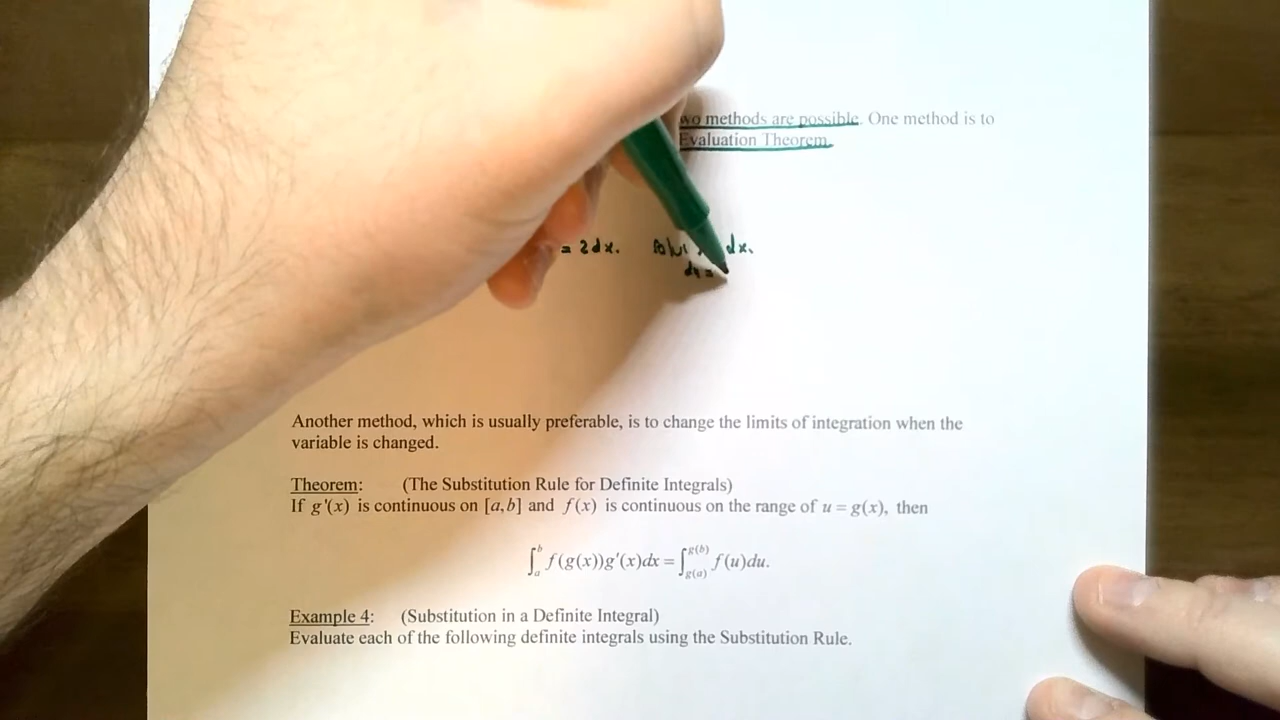 wo methods are possible. One method is to
Evaluation Theorem.
= 2dx. dx.
Another method, which is usually preferable, is to change the limits of integration when the
variable is changed.
Theorem: (The Substitution Rule for Definite Integrals)
If g'(x) is continuous on [a,b] and f(x) is continuous on the range of u = g(x), then
∫_a^b f(g(x))g'(x)dx = ∫_{g(a)}^{g(b)} f(u)du.
Example 4: (Substitution in a Definite Integral)
Evaluate each of the following definite integrals using the Substitution Rule.